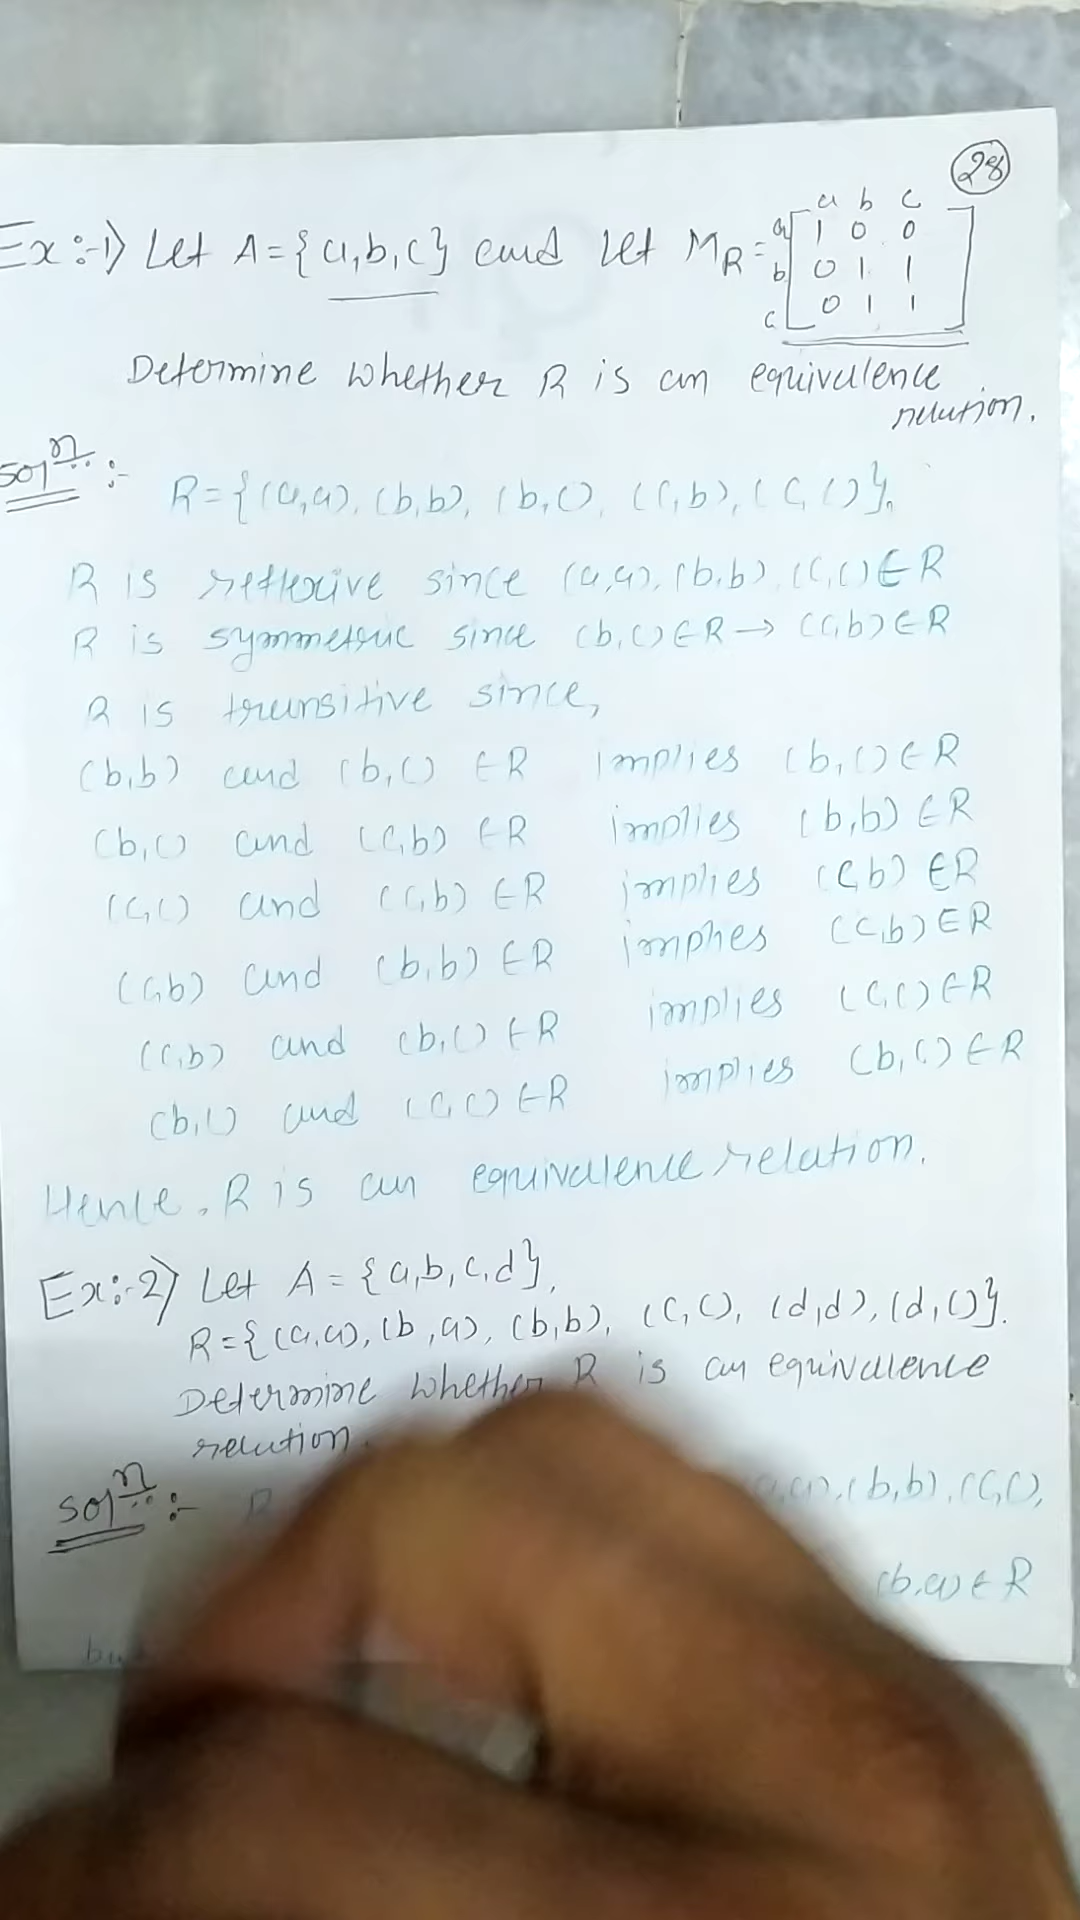 28
Ex:-1) Let A={a,b,c} and let MR=
a b c
a 1 0 0
b 0 1 1
c 0 1 1
Determine whether R is an equivalence
relation.
Solⁿ:-
R={(a,a), (b,b), (b,c), (c,b), (c,c)}.
R is reflexive since (a,a), (b,b), (c,c)∈R
R is symmetric since (b,c)∈R→(c,b)∈R
R is transitive since,
(b,b) and (b,c) ∈R implies (b,c)∈R
(b,c) and (c,b) ∈R implies (b,b)∈R
(c,c) and (c,b) ∈R implies (c,b)∈R
(c,b) and (b,b) ∈R implies (c,b)∈R
(c,b) and (b,c) ∈R implies (c,c)∈R
(b,c) and (c,c) ∈R implies (b,c)∈R
Hence, R is an equivalence relation.
Ex:-2) Let A={a,b,c,d},
R={(a,a), (b,a), (b,b), (c,c), (d,d), (d,c)}.
Determine whether R is an equivalence
relation.
Solⁿ:- R ,(b,b),(c,c),
(b,a)∈R